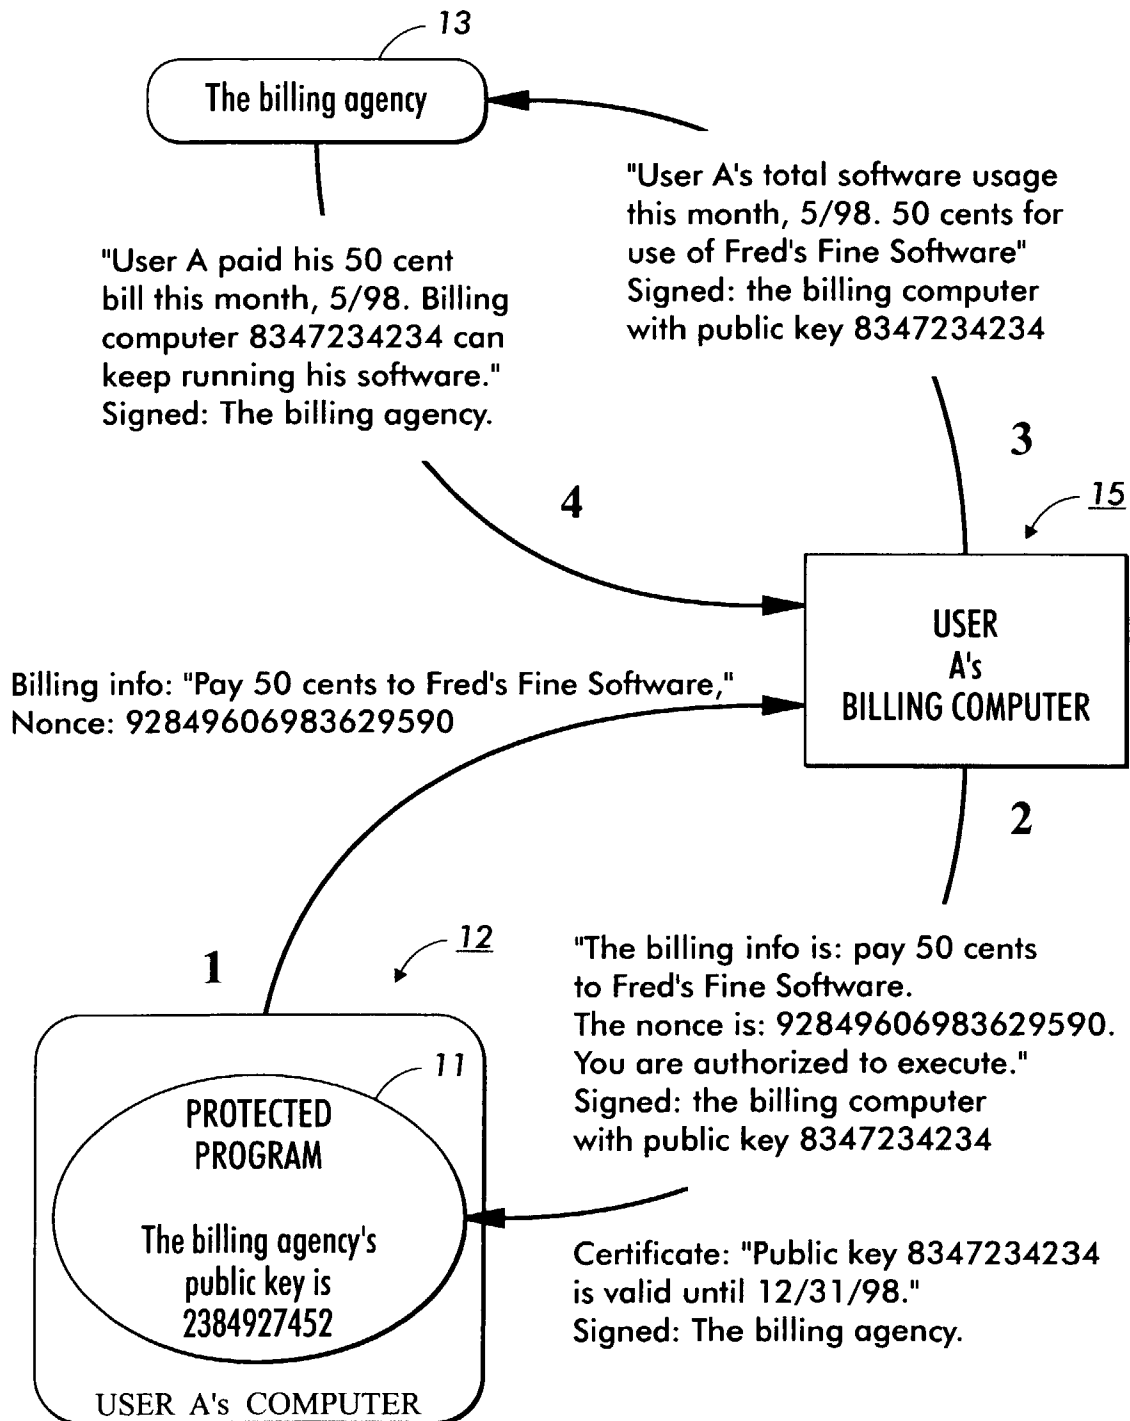 13
The billing agency
"User A's total software usage
this month, 5/98. 50 cents for
use of Fred's Fine Software"
Signed: the billing computer
with public key 8347234234
"User A paid his 50 cent
bill this month, 5/98. Billing
computer 8347234234 can
keep running his software."
Signed: The billing agency.
3
4
15
USER
A's
BILLING COMPUTER
Billing info: "Pay 50 cents to Fred's Fine Software,"
Nonce: 92849606983629590
2
1
12
"The billing info is: pay 50 cents
to Fred's Fine Software.
The nonce is: 92849606983629590.
You are authorized to execute."
Signed: the billing computer
with public key 8347234234
11
PROTECTED
PROGRAM
The billing agency's
public key is
2384927452
Certificate: "Public key 8347234234
is valid until 12/31/98."
Signed: The billing agency.
USER A's COMPUTER